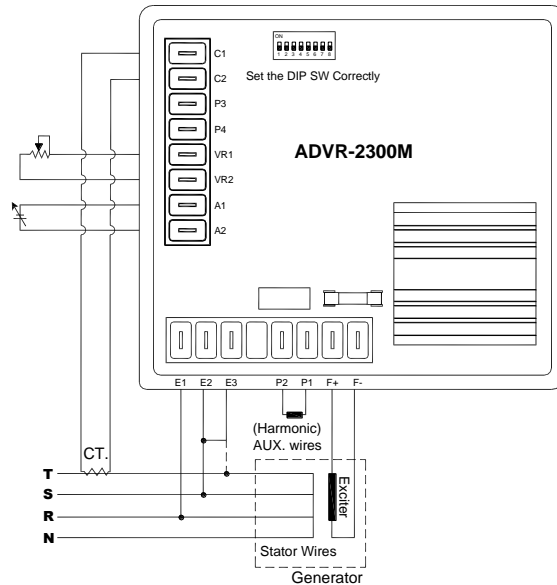 ON
1 2 3 4 5 6 7 8
Set the DIP SW Correctly
C1
C2
P3
P4
VR1
VR2
A1
A2
ADVR-2300M
E1 E2 E3 P2 P1 F+ F-
(Harmonic)
AUX. wires
CT.
T
S
R
N
Exciter
Stator Wires
Generator